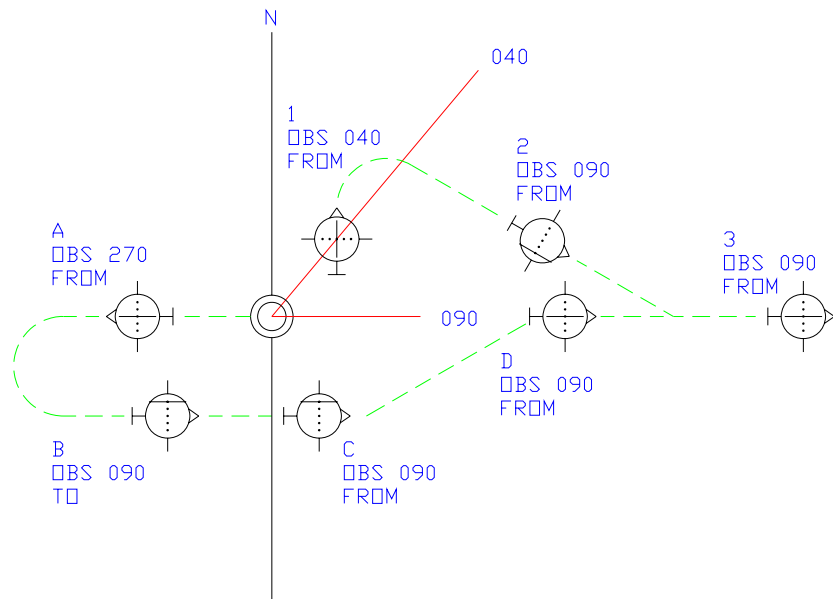 N
040
1
OBS 040
FROM
2
OBS 090
FROM
A
OBS 270
FROM
3
OBS 090
FROM
090
D
OBS 090
FROM
B
OBS 090
TO
C
OBS 090
FROM